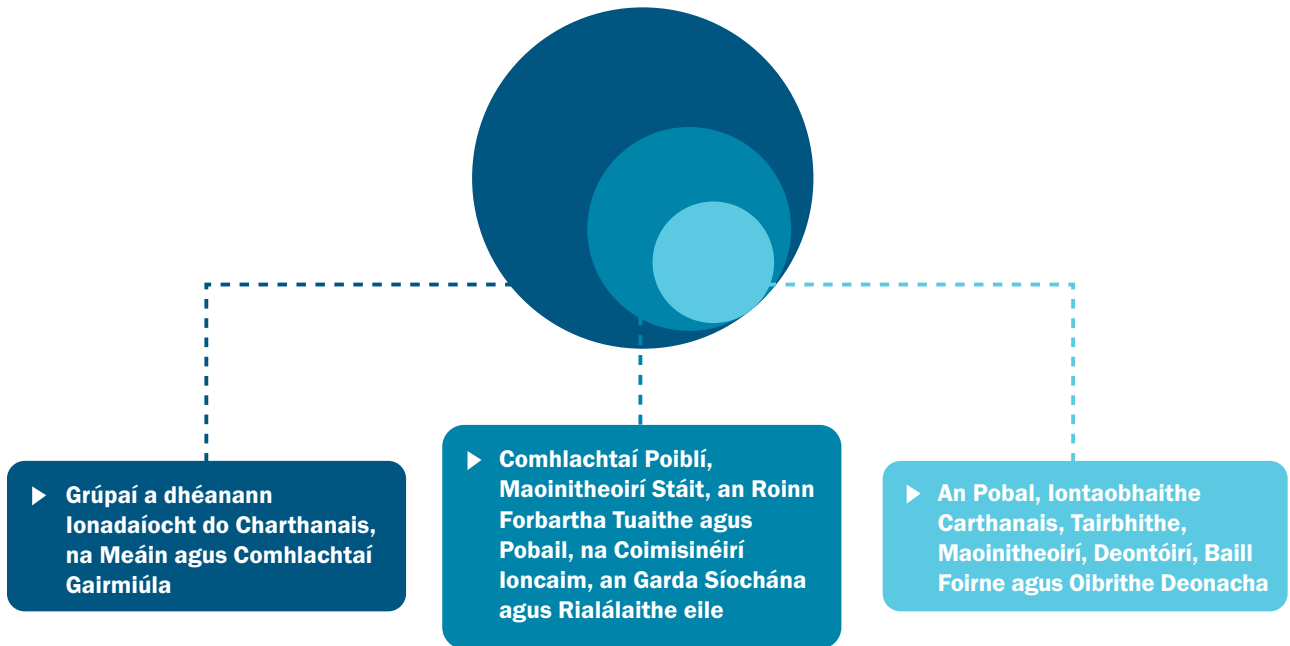 Grúpaí a dhéanann
Ionadaíocht do Charthanais,
na Meáin agus Comhlachtaí
Gairmiúla
Comhlachtaí Poiblí,
Maoinitheoirí Stáit, an Roinn
Forbartha Tuaithe agus
Pobail, na Coimisinéirí
Ioncaim, an Garda Síochána
agus Rialálaithe eile
An Pobal, Iontaobhaithe
Carthanais, Tairbhithe,
Maoinitheoirí, Deontóirí, Baill
Foirne agus Oibrithe Deonacha